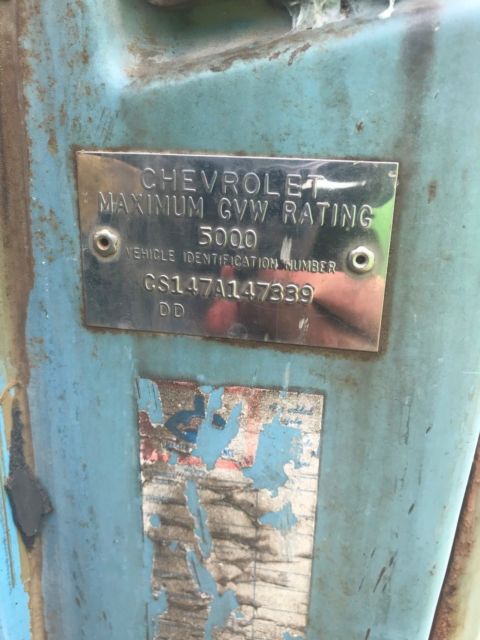 CHEVROLET
MAXIMUM GVW RATING
5000
VEHICLE IDENTIFICATION NUMBER
CS147A147339
DD